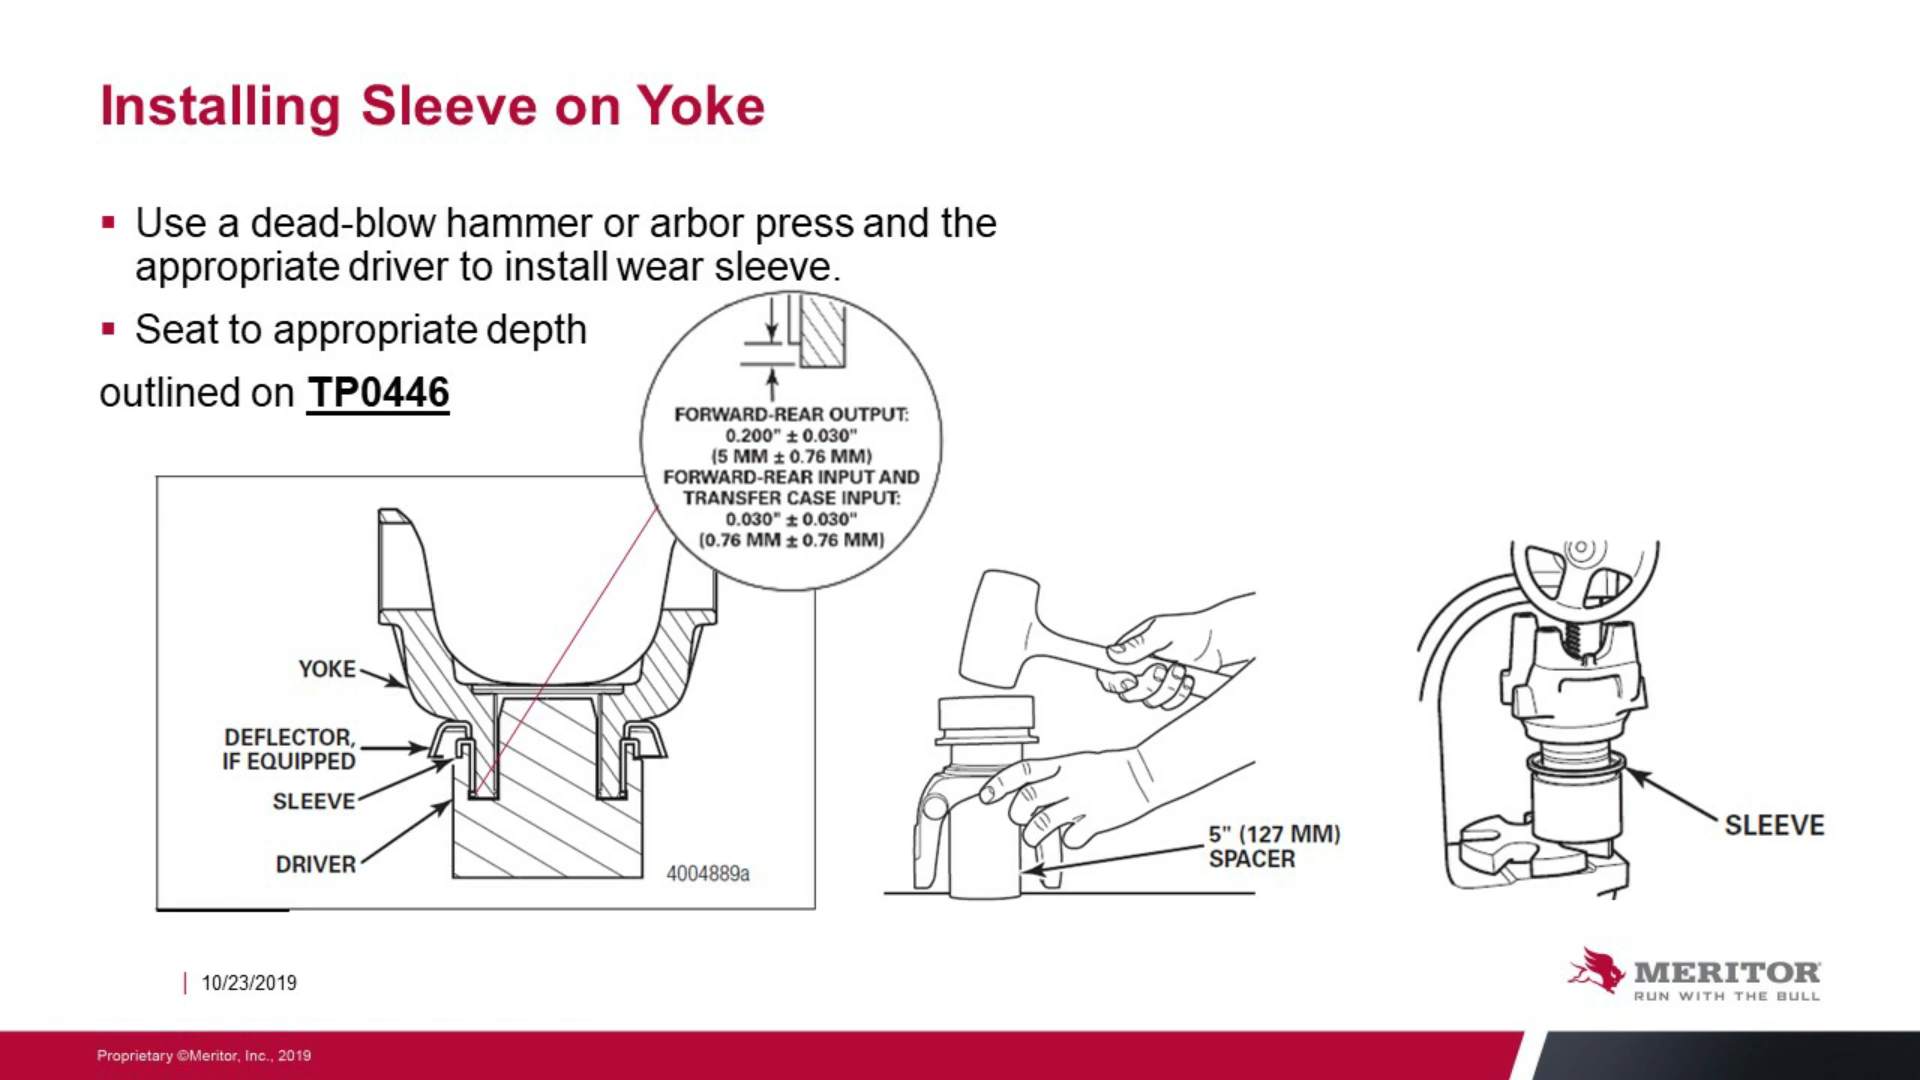 Installing Sleeve on Yoke
▪ Use a dead-blow hammer or arbor press and the
appropriate driver to install wear sleeve.
▪ Seat to appropriate depth
outlined on TP0446
FORWARD-REAR OUTPUT:
0.200" ± 0.030"
(5 MM ± 0.76 MM)
FORWARD-REAR INPUT AND
TRANSFER CASE INPUT:
0.030" ± 0.030"
(0.76 MM ± 0.76 MM)
YOKE
DEFLECTOR,
IF EQUIPPED
SLEEVE
DRIVER
4004889a
5" (127 MM)
SPACER
SLEEVE
10/23/2019
MERITOR
RUN WITH THE BULL
Proprietary ©Meritor, Inc., 2019